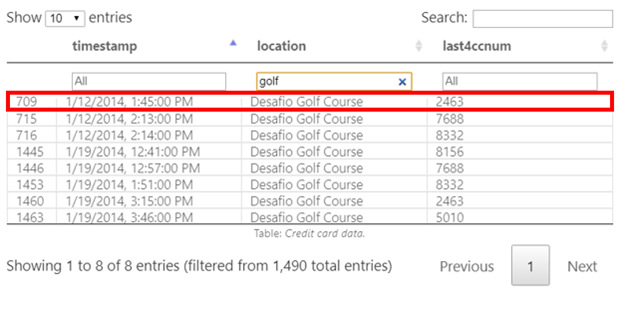 Show 10 entries Search:
timestamp location last4ccnum
All golf × All
709 1/12/2014, 1:45:00 PM Desafio Golf Course 2463
715 1/12/2014, 2:13:00 PM Desafio Golf Course 7688
716 1/12/2014, 2:14:00 PM Desafio Golf Course 8332
1445 1/19/2014, 12:41:00 PM Desafio Golf Course 8156
1446 1/19/2014, 12:57:00 PM Desafio Golf Course 7688
1453 1/19/2014, 1:51:00 PM Desafio Golf Course 8332
1460 1/19/2014, 3:15:00 PM Desafio Golf Course 2463
1463 1/19/2014, 3:46:00 PM Desafio Golf Course 5010
Table: Credit card data.
Showing 1 to 8 of 8 entries (filtered from 1,490 total entries) Previous 1 Next